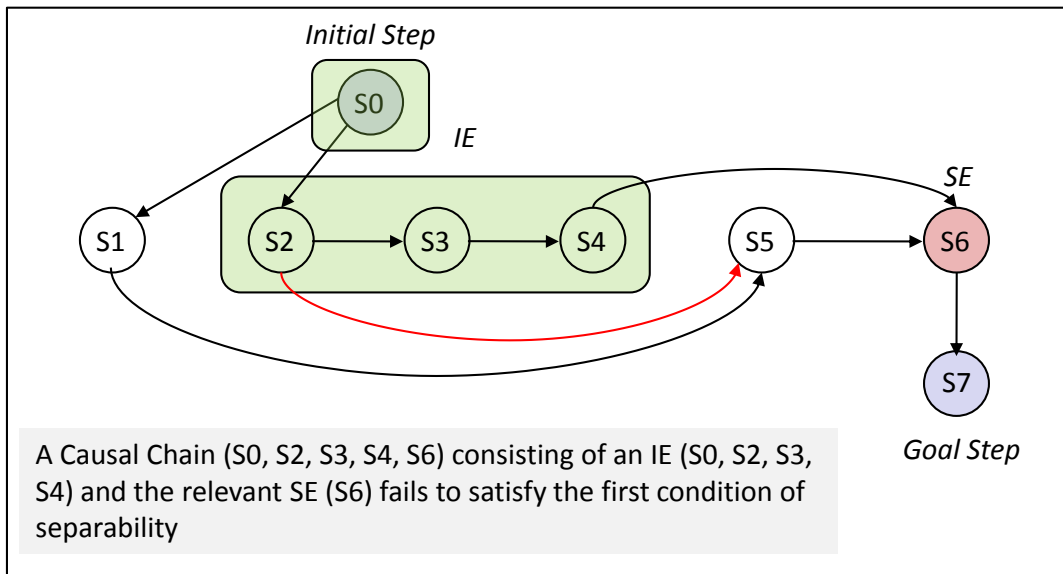 Initial Step
S0
IE
SE
S1
S2
S3
S4
S5
S6
S7
Goal Step
A Causal Chain (S0, S2, S3, S4, S6) consisting of an IE (S0, S2, S3,
S4) and the relevant SE (S6) fails to satisfy the first condition of
separability